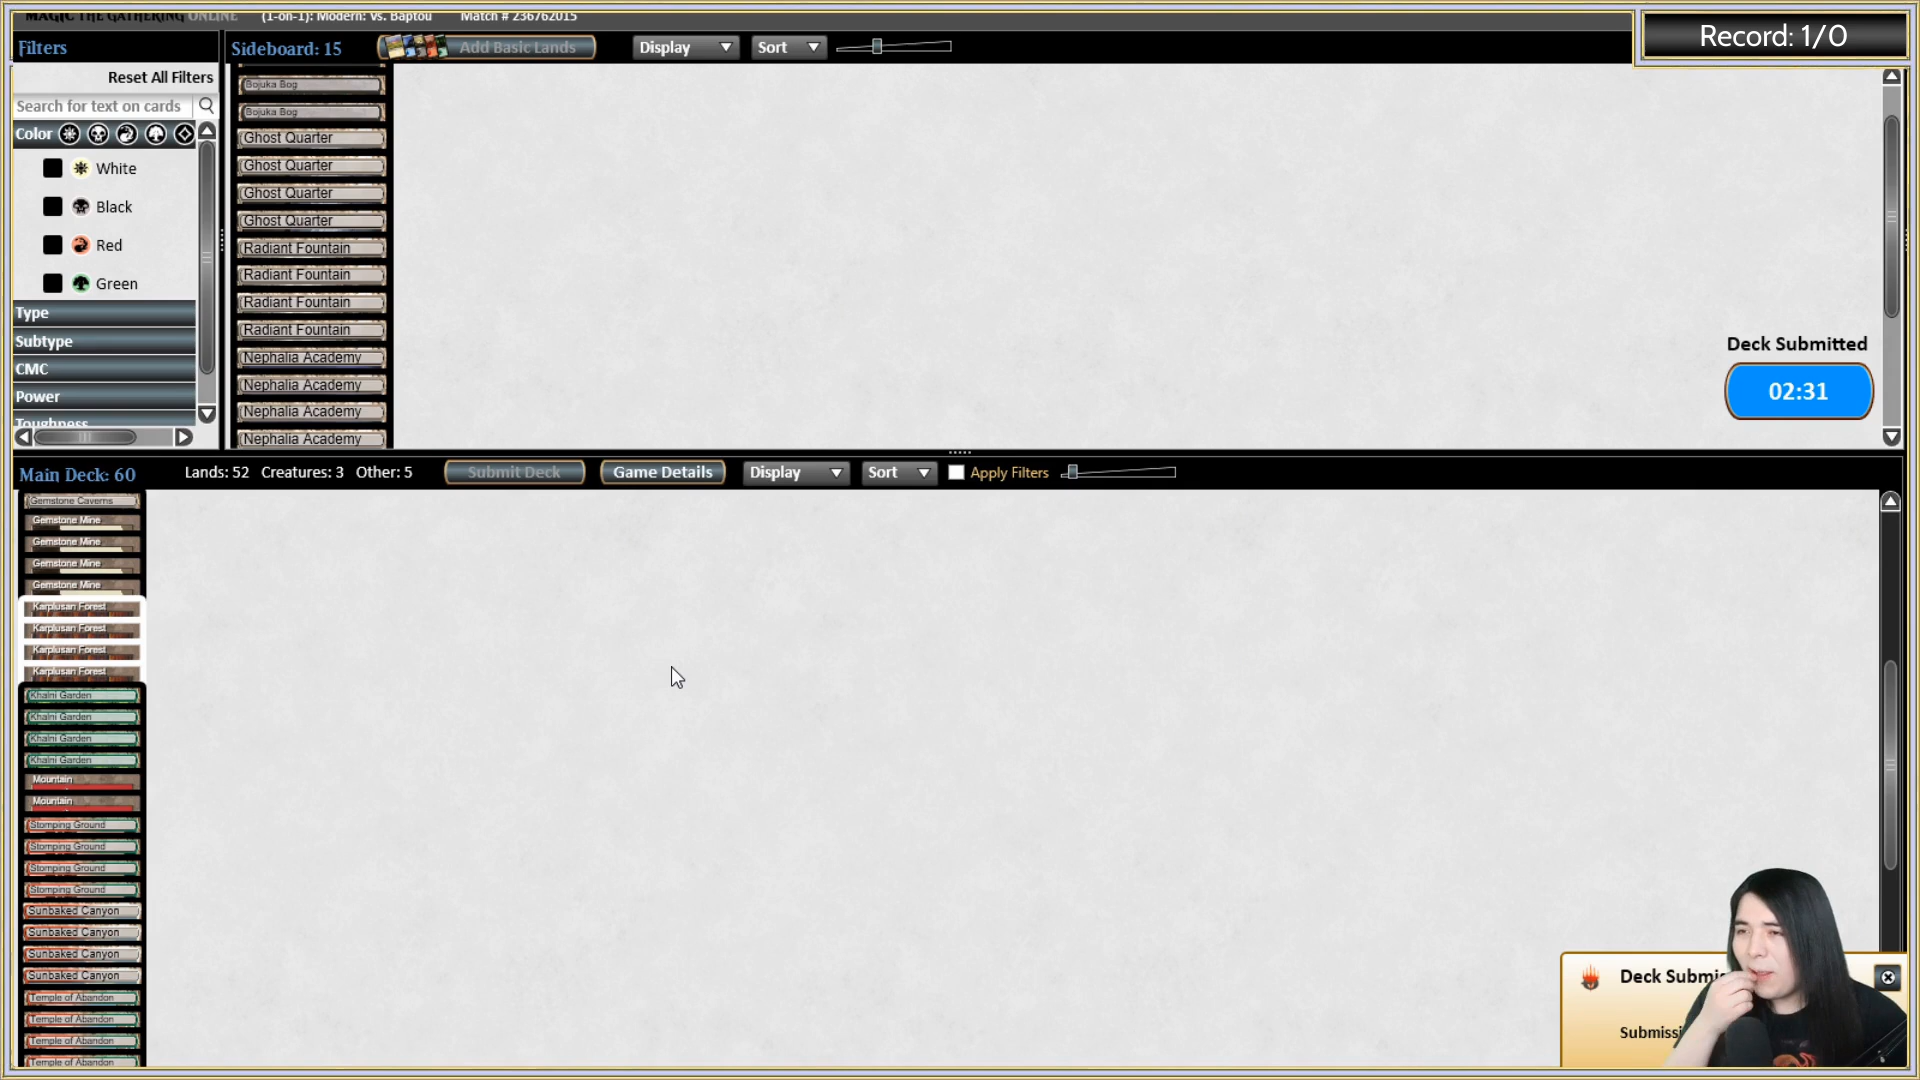 MAGIC THE GATHERING ONLINE (1-on-1): Modern: Vs. Baptou Match # 236762015
Record: 1/0
Filters
Sideboard: 15
Add Basic Lands
Display
Sort
Reset All Filters
Search for text on cards
Color
White
Black
Red
Green
Type
Subtype
CMC
Power
Toughness
Bojuka Bog
Bojuka Bog
Ghost Quarter
Ghost Quarter
Ghost Quarter
Ghost Quarter
Radiant Fountain
Radiant Fountain
Radiant Fountain
Radiant Fountain
Nephalia Academy
Nephalia Academy
Nephalia Academy
Nephalia Academy
Deck Submitted
02:31
Main Deck: 60
Lands: 52 Creatures: 3 Other: 5
Submit Deck
Game Details
Display
Sort
Apply Filters
Gemstone Caverns
Gemstone Mine
Gemstone Mine
Gemstone Mine
Gemstone Mine
Karplusan Forest
Karplusan Forest
Karplusan Forest
Karplusan Forest
Khalni Garden
Khalni Garden
Khalni Garden
Khalni Garden
Mountain
Mountain
Stomping Ground
Stomping Ground
Stomping Ground
Stomping Ground
Sunbaked Canyon
Sunbaked Canyon
Sunbaked Canyon
Sunbaked Canyon
Temple of Abandon
Temple of Abandon
Temple of Abandon
Temple of Abandon
Deck Submi
Submissi